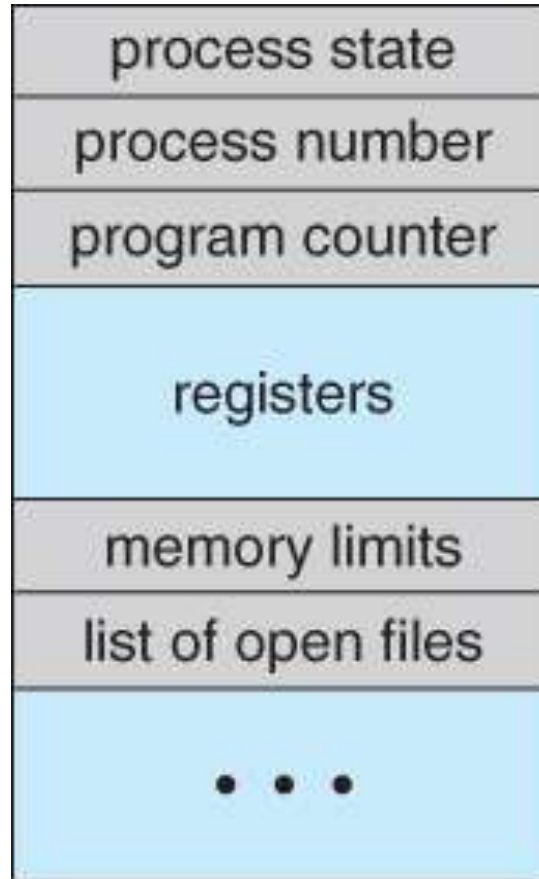 process state
process number
program counter
registers
memory limits
list of open files
• • •